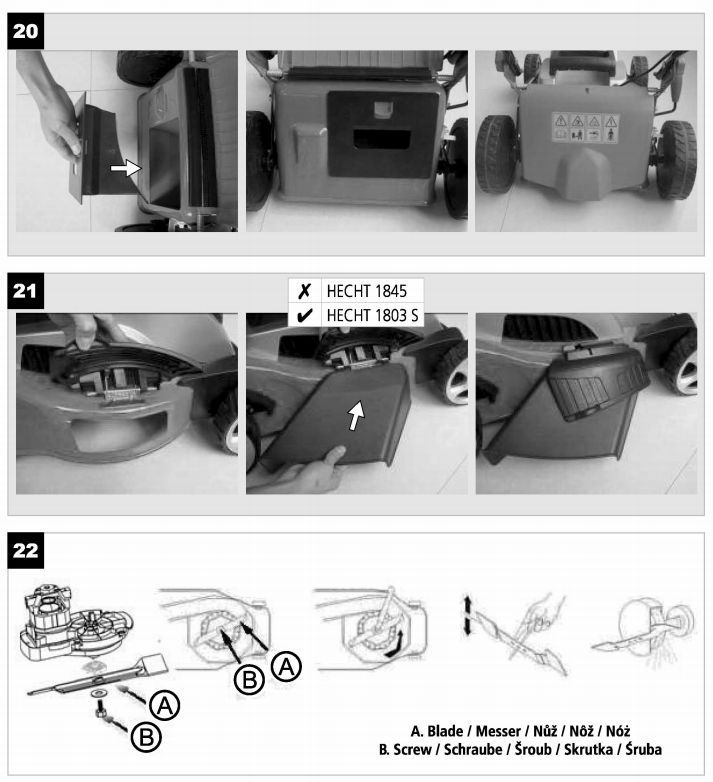 20
21
✗ HECHT 1845
✔ HECHT 1803 S
22
A
B
B
A
A. Blade / Messer / Nůž / Nôž / Nóż
B. Screw / Schraube / Šroub / Skrutka / Śruba